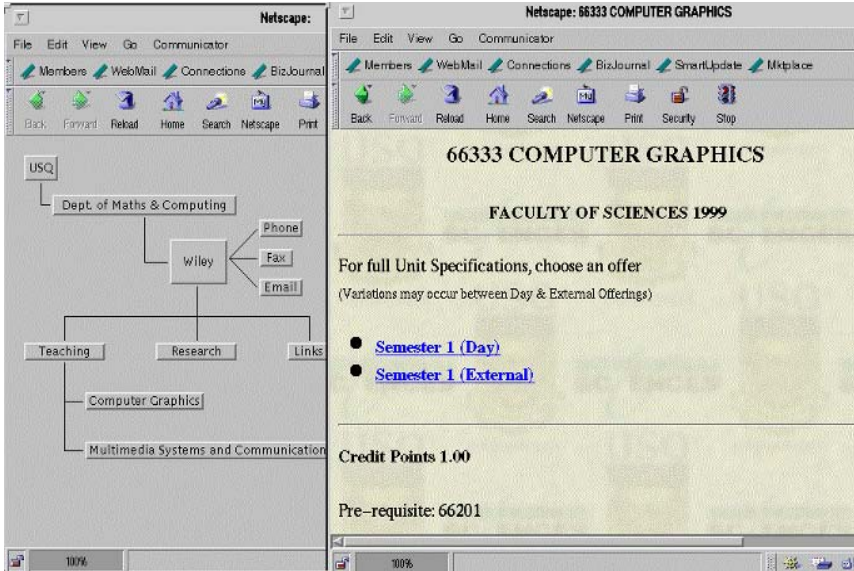 Netscape:
File Edit View Go Communicator
Members WebMail Connections BizJournal
Back Forward Reload Home Search Netscape Print
USQ
Dept. of Maths & Computing
Phone
Wiley
Fax
Email
Teaching
Research
Links
Computer Graphics
Multimedia Systems and Communication
100%
Netscape: 66333 COMPUTER GRAPHICS
File Edit View Go Communicator
Members WebMail Connections BizJournal SmartUpdate Mktplace
Back Forward Reload Home Search Netscape Print Security Stop
66333 COMPUTER GRAPHICS
FACULTY OF SCIENCES 1999
For full Unit Specifications, choose an offer
(Variations may occur between Day & External Offerings)
Semester 1 (Day)
Semester 1 (External)
Credit Points 1.00
Pre-requisite: 66201
100%